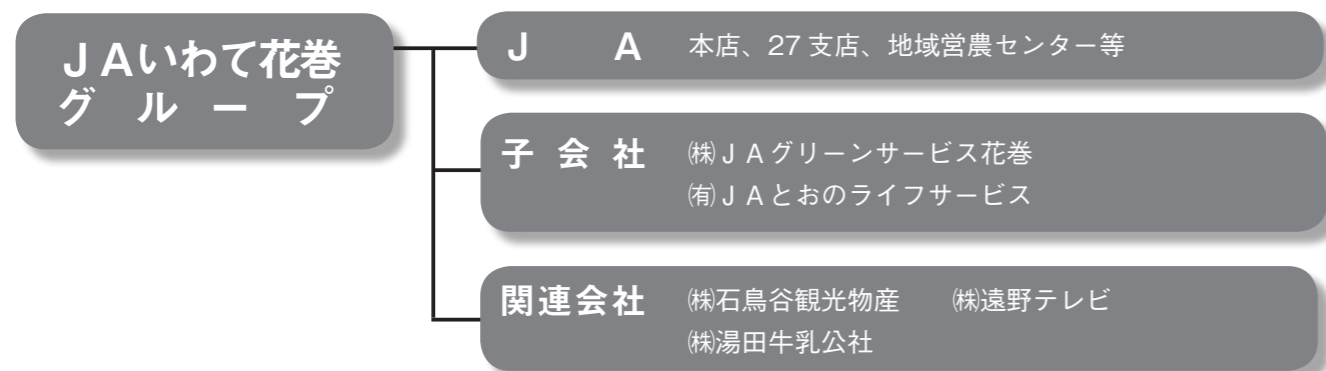 ＪＡいわて花巻
グループ
ＪＡ 本店、27支店、地域営農センター等
子会社 ㈱ＪＡグリーンサービス花巻
㈲ＪＡとおのライフサービス
関連会社 ㈱石鳥谷観光物産 ㈱遠野テレビ
㈱湯田牛乳公社